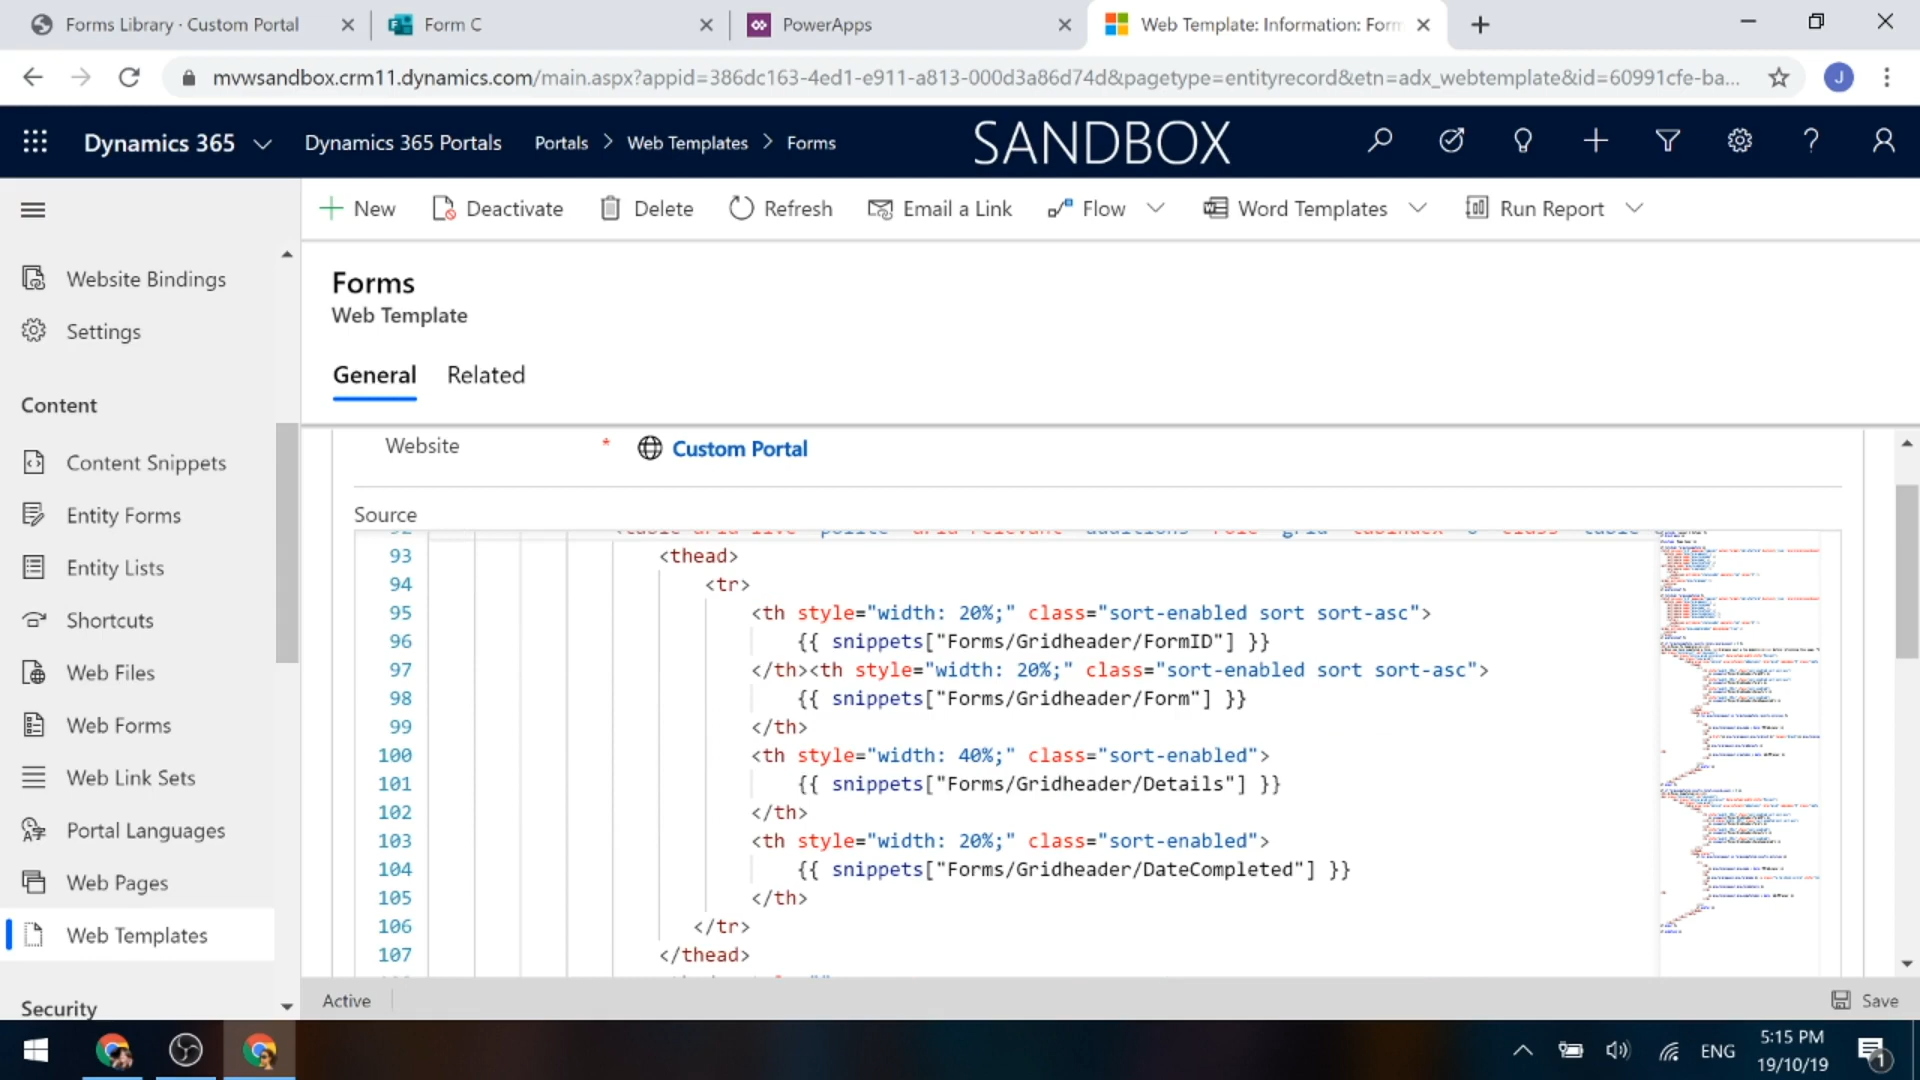 Forms Library · Custom Portal
Form C
PowerApps
Web Template: Information: Form
mvwsandbox.crm11.dynamics.com/main.aspx?appid=386dc163-4ed1-e911-a813-000d3a86d74d&pagetype=entityrecord&etn=adx_webtemplate&id=60991cfe-ba...
J
Dynamics 365
Dynamics 365 Portals
Portals > Web Templates > Forms
SANDBOX
New
Deactivate
Delete
Refresh
Email a Link
Flow
Word Templates
Run Report
Website Bindings
Settings
Content
Content Snippets
Entity Forms
Entity Lists
Shortcuts
Web Files
Web Forms
Web Link Sets
Portal Languages
Web Pages
Web Templates
Security
Forms
Web Template
General
Related
Website * Custom Portal
Source
93 <thead>
94 <tr>
95 <th style="width: 20%;" class="sort-enabled sort sort-asc">
96 {{ snippets["Forms/Gridheader/FormID"] }}
97 </th><th style="width: 20%;" class="sort-enabled sort sort-asc">
98 {{ snippets["Forms/Gridheader/Form"] }}
99 </th>
100 <th style="width: 40%;" class="sort-enabled">
101 {{ snippets["Forms/Gridheader/Details"] }}
102 </th>
103 <th style="width: 20%;" class="sort-enabled">
104 {{ snippets["Forms/Gridheader/DateCompleted"] }}
105 </th>
106 </tr>
107 </thead>
Active
Save
ENG
5:15 PM
19/10/19
1